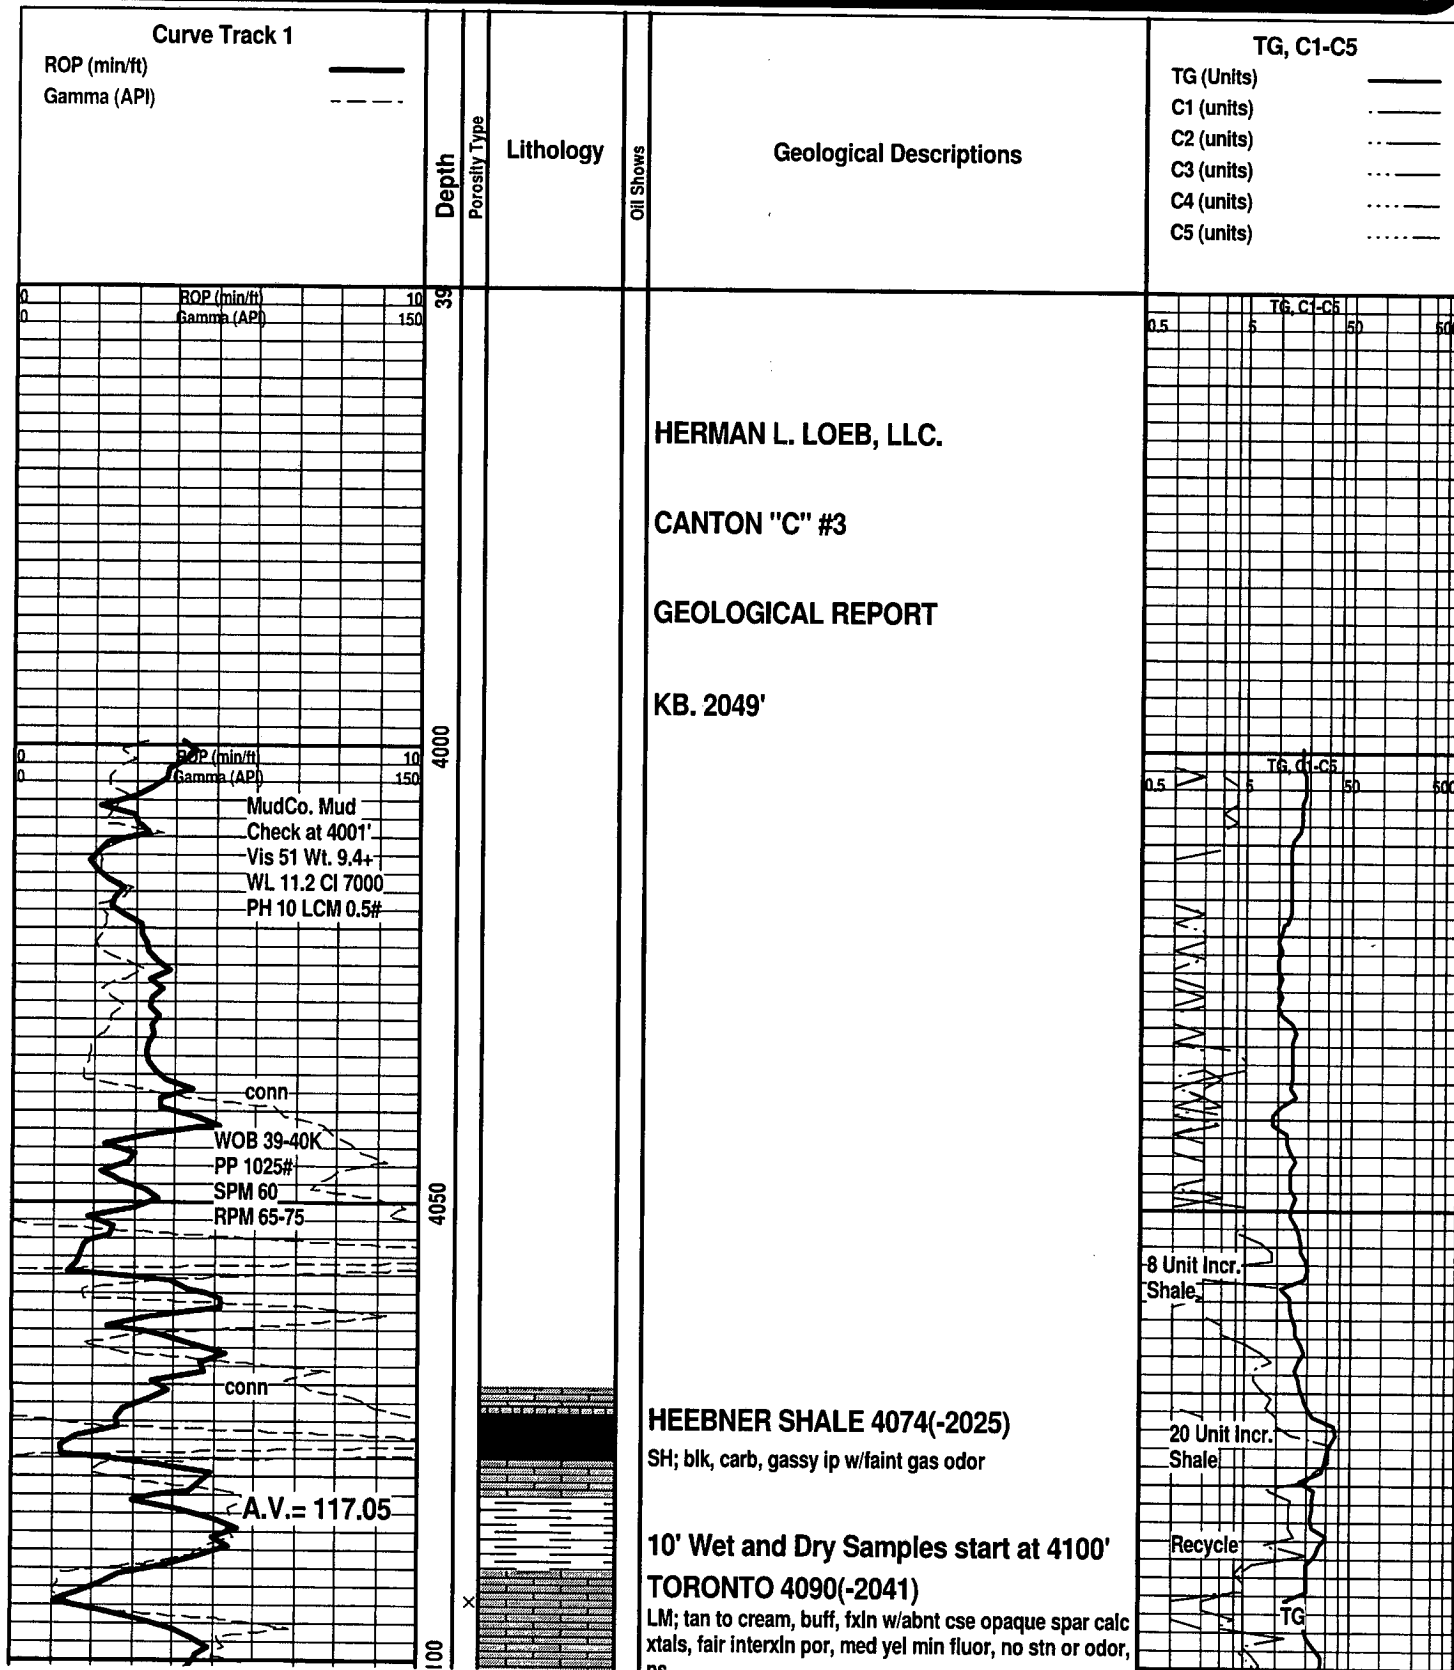 Curve Track 1
ROP (min/ft)
Gamma (API)
Depth
Porosity Type
Lithology
Oil Shows
Geological Descriptions
TG, C1-C5
TG (Units)
C1 (units)
C2 (units)
C3 (units)
C4 (units)
C5 (units)
0 ROP (min/ft) 10
0 Gamma (API) 150
39
TG, C1-C5
0.5 5 50 500
HERMAN L. LOEB, LLC.
CANTON "C" #3
GEOLOGICAL REPORT
KB. 2049'
4000
0 ROP (min/ft) 10
0 Gamma (API) 150
TG, C1-C5
0.5 5 50 500
MudCo. Mud
Check at 4001'
Vis 51 Wt. 9.4+
WL 11.2 Cl 7000
PH 10 LCM 0.5#
conn
WOB 39-40K
PP 1025#
SPM 60
RPM 65-75
4050
8 Unit Incr.
Shale
conn
HEEBNER SHALE 4074(-2025)
SH; blk, carb, gassy ip w/faint gas odor
20 Unit Incr.
Shale
A.V.= 117.05
10' Wet and Dry Samples start at 4100'
Recycle
TORONTO 4090(-2041)
LM; tan to cream, buff, fxln w/abnt cse opaque spar calc
xtals, fair interxln por, med yel min fluor, no stn or odor,
TG
100